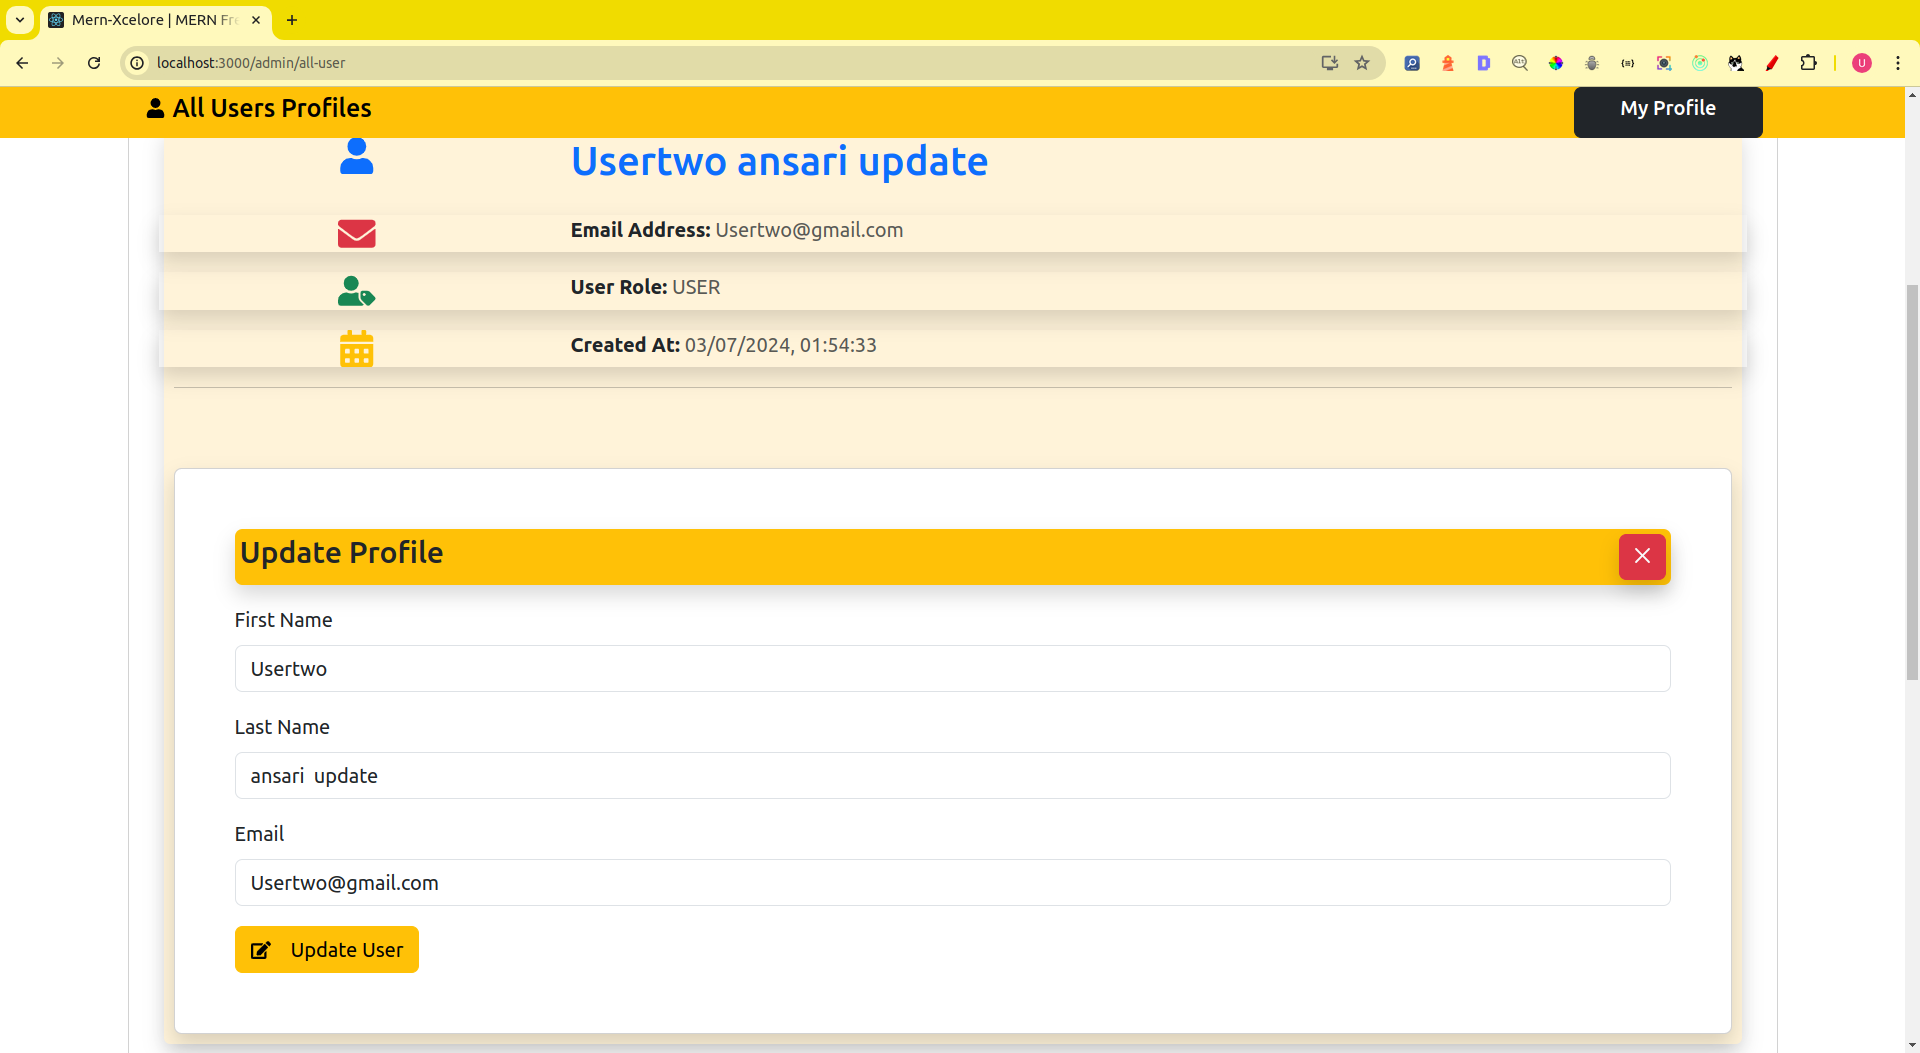 Mern-Xcelore | MERN Fr
localhost:3000/admin/all-user
U
All Users Profiles
My Profile
Usertwo ansari update
Email Address: Usertwo@gmail.com
User Role: USER
Created At: 03/07/2024, 01:54:33
Update Profile
First Name
Usertwo
Last Name
ansari  update
Email
Usertwo@gmail.com
Update User